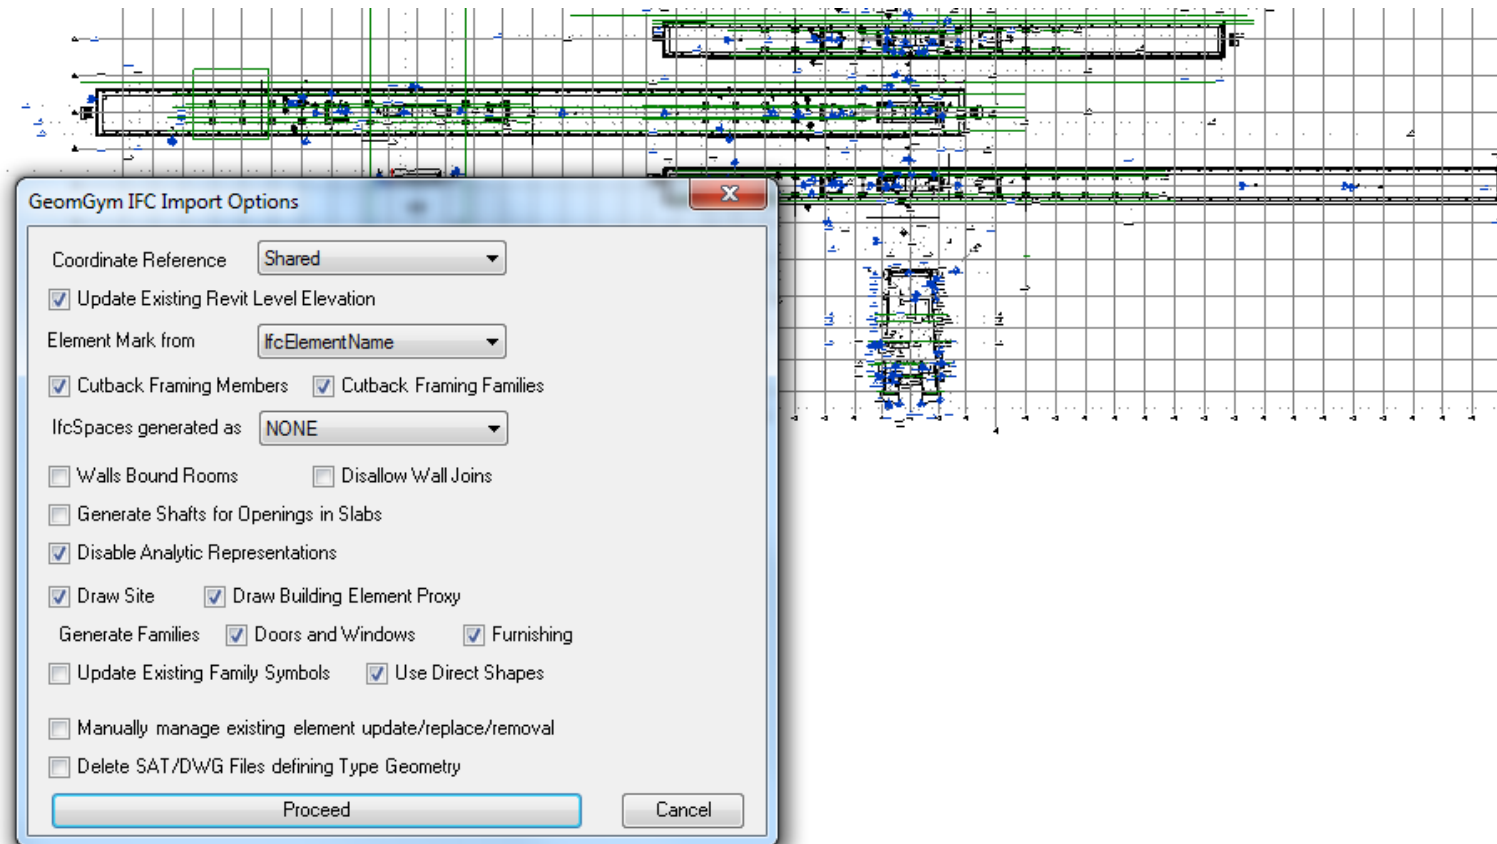 GeomGym IFC Import Options
Coordinate Reference Shared
Update Existing Revit Level Elevation
Element Mark from IfcElementName
Cutback Framing Members Cutback Framing Families
IfcSpaces generated as NONE
Walls Bound Rooms Disallow Wall Joins
Generate Shafts for Openings in Slabs
Disable Analytic Representations
Draw Site Draw Building Element Proxy
Generate Families Doors and Windows Furnishing
Update Existing Family Symbols Use Direct Shapes
Manually manage existing element update/replace/removal
Delete SAT/DWG Files defining Type Geometry
Proceed Cancel